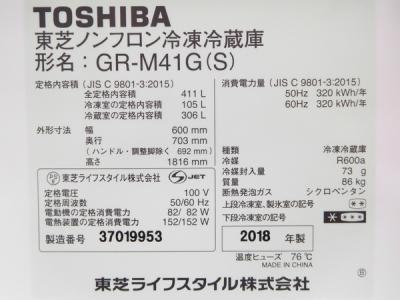 TOSHIBA
東芝ノンフロン冷凍冷蔵庫
形名：GR-M41G(S)
定格内容積（JIS C 9801-3:2015）
全定格内容積 411 L
冷凍室の定格内容積 105 L
冷蔵室の定格内容積 306 L
外形寸法 幅 600 mm
奥行 703 mm
（ハンドル・調整脚除く 692 mm）
高さ 1816 mm
東芝ライフスタイル株式会社 S JET
定格電圧 100 V
定格周波数 50/60 Hz
電動機の定格消費電力 82/ 82 W
電熱装置の定格消費電力 152/152 W
製造番号 37019953
消費電力量（JIS C 9801-3:2015）
50Hz 320 kWh/年
60Hz 320 kWh/年
種類 冷凍冷蔵庫
冷媒 R600a
冷媒封入量 73 g
質量 86 kg
断熱発泡ガス シクロペンタン
上段冷凍室、製氷室の記号
下段冷凍室の記号
2018 年製
温度ヒューズ 76℃
MADE IN CHINA
東芝ライフスタイル株式会社